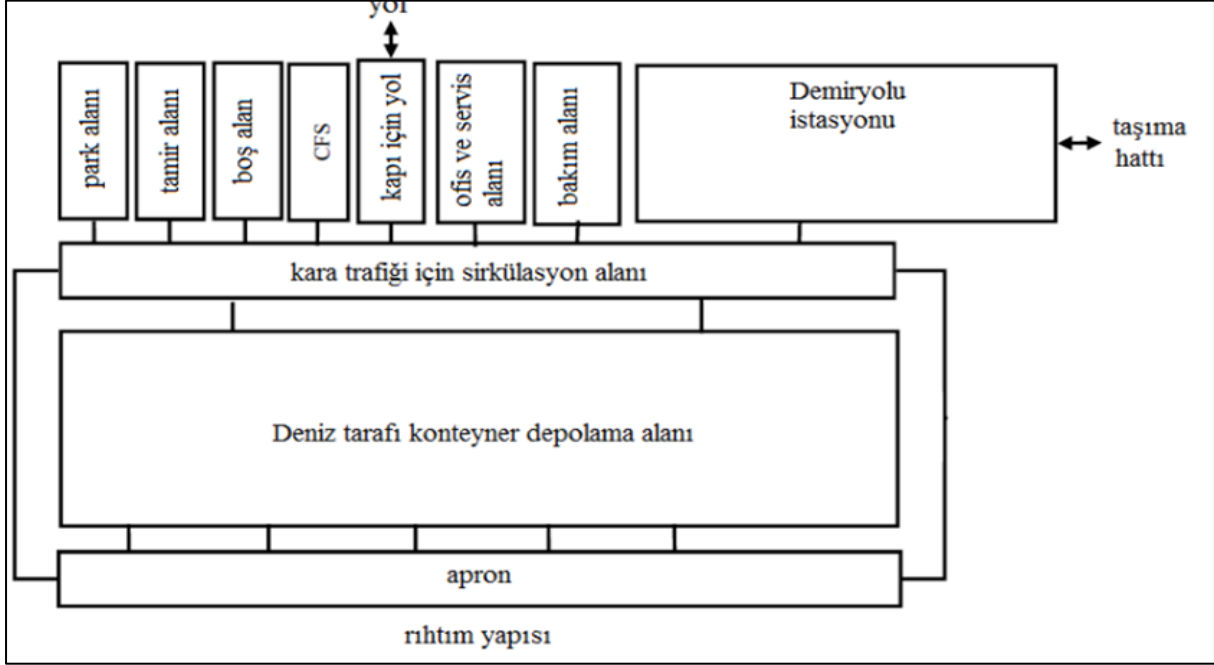 yol
park alanı
tamir alanı
boş alan
CFS
kapı için yol
ofis ve servis
alanı
bakım alanı
Demiryolu
istasyonu
taşıma
hattı
kara trafiği için sirkülasyon alanı
Deniz tarafı konteyner depolama alanı
apron
rıhtım yapısı